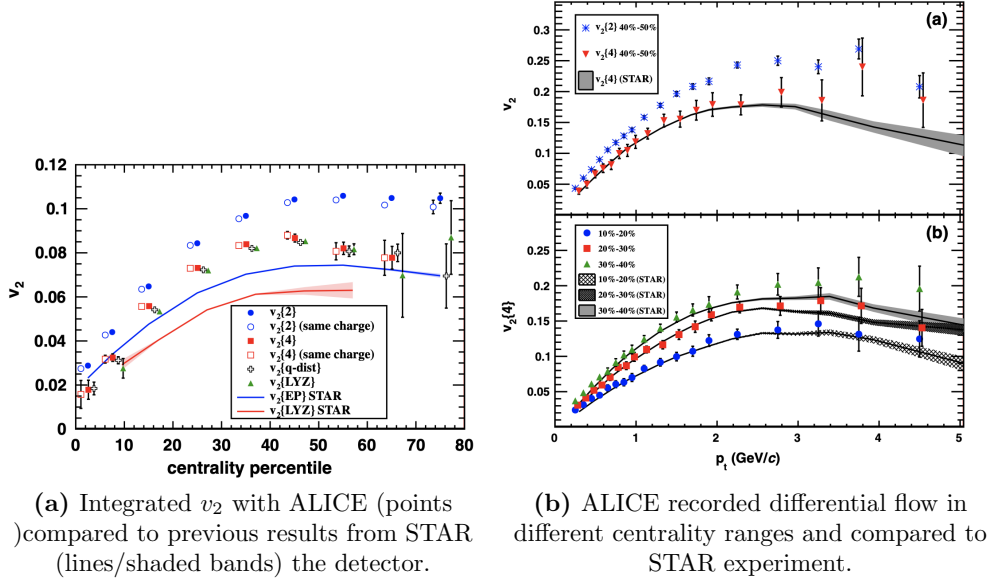 0.12
0.1
0.08
0.06
0.04
0.02
0
v₂
0 10 20 30 40 50 60 70 80
centrality percentile
v₂{2}
v₂{2} (same charge)
v₂{4}
v₂{4} (same charge)
v₂{q-dist}
v₂{LYZ}
v₂{EP} STAR
v₂{LYZ} STAR
(a) Integrated v₂ with ALICE (points
)compared to previous results from STAR
(lines/shaded bands) the detector.
(a)
v₂{2} 40%-50%
v₂{4} 40%-50%
v₂{4} (STAR)
0.3
0.25
0.2
0.15
0.1
0.05
v₂
(b)
10%-20%
20%-30%
30%-40%
10%-20%(STAR)
20%-30%(STAR)
30%-40%(STAR)
0.25
0.2
0.15
0.1
0.05
v₂{4}
0 1 2 3 4 5
pₜ (GeV/c)
(b) ALICE recorded differential flow in
different centrality ranges and compared to
STAR experiment.